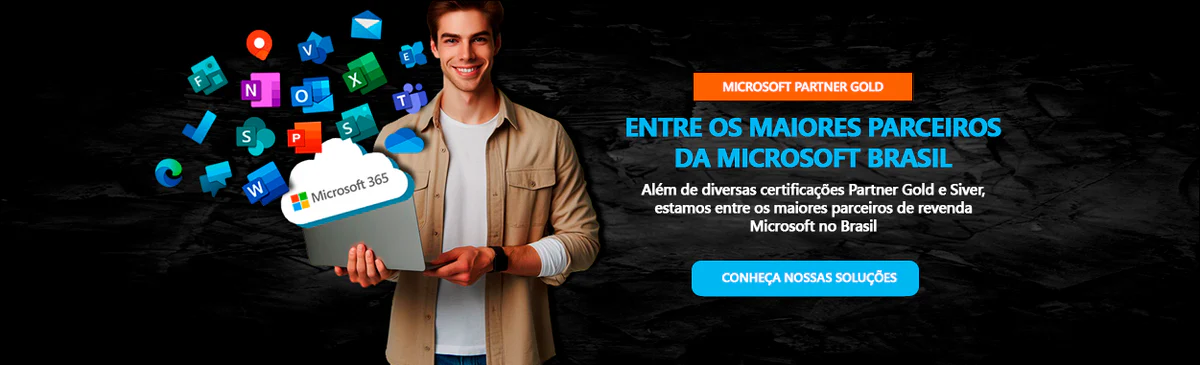 MICROSOFT PARTNER GOLD
ENTRE OS MAIORES PARCEIROS
DA MICROSOFT BRASIL
Além de diversas certificações Partner Gold e Siver,
estamos entre os maiores parceiros de revenda
Microsoft no Brasil
CONHEÇA NOSSAS SOLUÇÕES
V
E
F
N
O
X
T
S
P
S
W
Microsoft 365